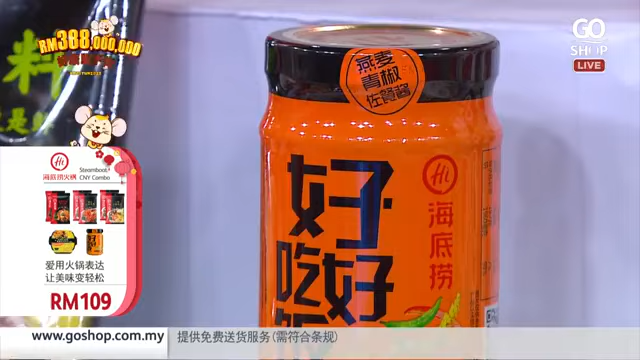 RM388,000,000
GO
SHOP
LIVE
料
是
燕麦
青椒
佐餐酱
好好
吃饭
Hi
海底捞
Hi
海底捞火锅
Steamboat
CNY Combo
爱用火锅表达
让美味变轻松
RM109
www.goshop.com.my
提供免费送货服务(需符合条规)